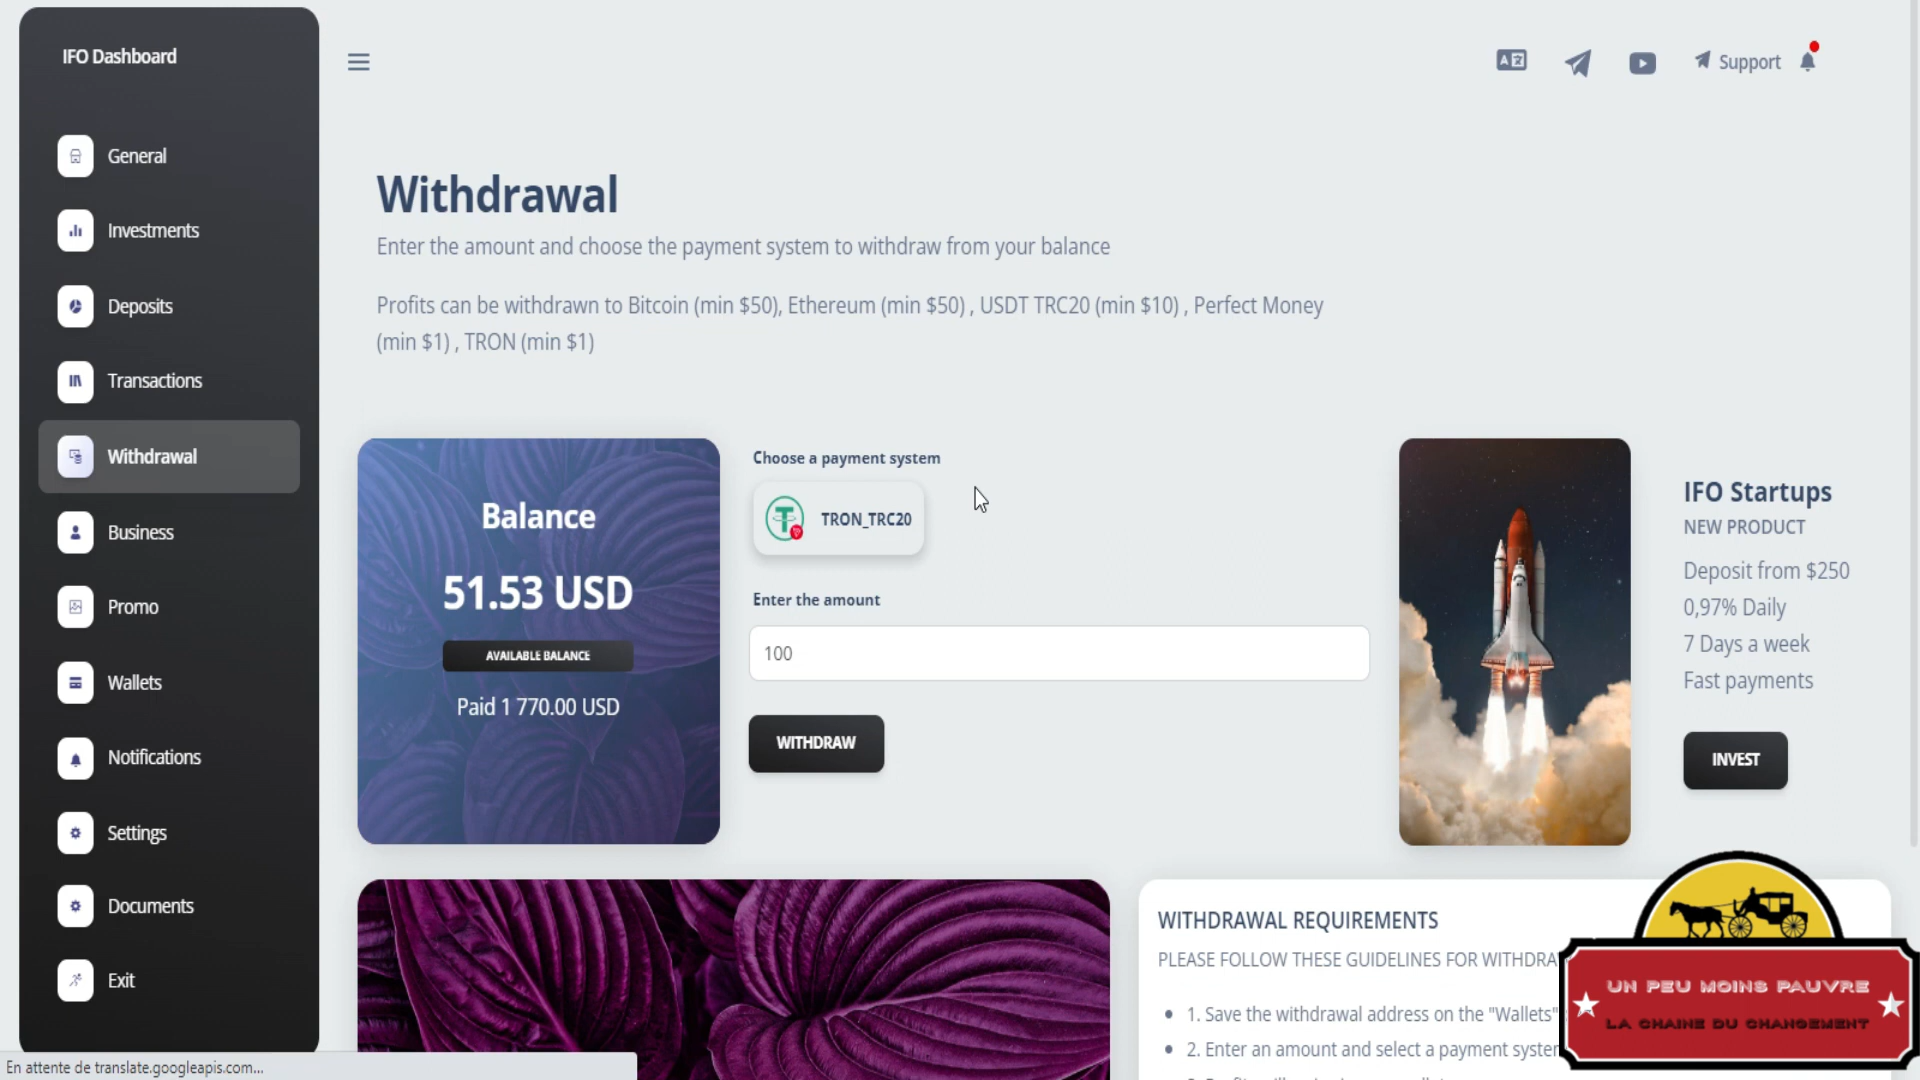 IFO Dashboard
General
Investments
Deposits
Transactions
Withdrawal
Business
Promo
Wallets
Notifications
Settings
Documents
Exit
Support
Withdrawal
Enter the amount and choose the payment system to withdraw from your balance
Profits can be withdrawn to Bitcoin (min $50), Ethereum (min $50) , USDT TRC20 (min $10) , Perfect Money
(min $1) , TRON (min $1)
Balance
51.53 USD
AVAILABLE BALANCE
Paid 1 770.00 USD
Choose a payment system
TRON_TRC20
Enter the amount
100
WITHDRAW
IFO Startups
NEW PRODUCT
Deposit from $250
0,97% Daily
7 Days a week
Fast payments
INVEST
WITHDRAWAL REQUIREMENTS
PLEASE FOLLOW THESE GUIDELINES FOR
1. Save the withdrawal address on the "Wallets"
2. Enter an amount and select a payment
UN PEU MOINS PAUVRE
LA CHAINE DU CHANGEMENT
En attente de translate.googleapis.com...